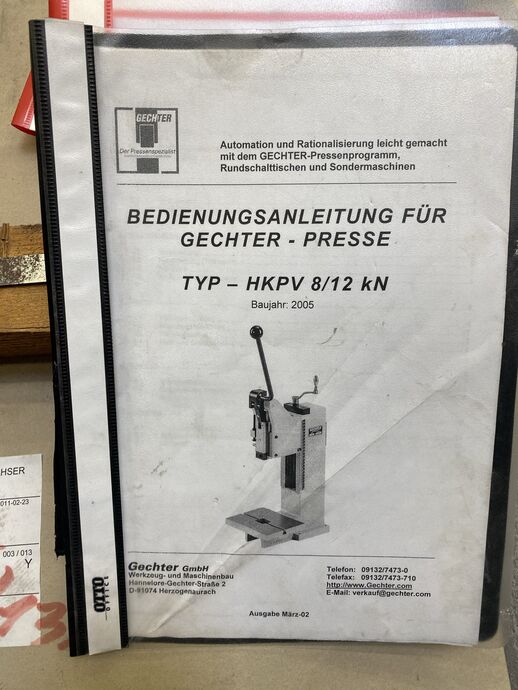 GECHTER
Der Pressenspezialist
Automation und Rationalisierung leicht gemacht
mit dem GECHTER-Pressenprogramm,
Rundschalttischen und Sondermaschinen
BEDIENUNGSANLEITUNG FÜR
GECHTER - PRESSE
TYP – HKPV 8/12 kN
Baujahr: 2005
Gechter GmbH
Werkzeug- und Maschinenbau
Hannelore-Gechter-Straße 2
D-91074 Herzogenaurach
Telefon: 09132/7473-0
Telefax: 09132/7473-710
http://www.Gechter.com
E-Mail: verkauf@gechter.com
Ausgabe März-02
HSER
011-02-23
003 / 013
Y